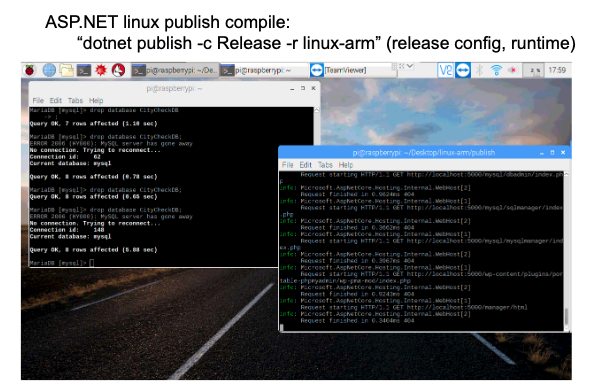 ASP.NET linux publish compile:
“dotnet publish -c Release -r linux-arm” (release config, runtime)
pi@raspberrypi: ~/De..
pi@raspberrypi: ~
[TeamViewer]
17:59
pi@raspberrypi: ~
File Edit Tabs Help
MariaDB [mysql]> drop database CityCheckDB
-> ;
Query OK, 7 rows affected (1.10 sec)
MariaDB [mysql]> drop database CityCheckDB;
ERROR 2006 (HY000): MySQL server has gone away
No connection. Trying to reconnect...
Connection id: 62
Current database: mysql
Query OK, 8 rows affected (0.78 sec)
MariaDB [mysql]> drop database CityCheckDB;
Query OK, 8 rows affected (0.65 sec)
MariaDB [mysql]> drop database CityCheckDB;
ERROR 2006 (HY000): MySQL server has gone away
No connection. Trying to reconnect...
Connection id: 148
Current database: mysql
Query OK, 8 rows affected (5.88 sec)
MariaDB [mysql]>
pi@raspberrypi: ~/Desktop/linux-arm/publish
File Edit Tabs Help
Request starting HTTP/1.1 GET http://localhost:5000/mysql/dbadmin/index.ph
p
info: Microsoft.AspNetCore.Hosting.Internal.WebHost[2]
Request finished in 0.9624ms 404
info: Microsoft.AspNetCore.Hosting.Internal.WebHost[1]
Request starting HTTP/1.1 GET http://localhost:5000/mysql/sqlmanager/index
.php
info: Microsoft.AspNetCore.Hosting.Internal.WebHost[2]
Request finished in 0.3662ms 404
info: Microsoft.AspNetCore.Hosting.Internal.WebHost[1]
Request starting HTTP/1.1 GET http://localhost:5000/mysql/mysqlmanager/ind
ex.php
info: Microsoft.AspNetCore.Hosting.Internal.WebHost[2]
Request finished in 0.3967ms 404
info: Microsoft.AspNetCore.Hosting.Internal.WebHost[1]
Request starting HTTP/1.1 GET http://localhost:5000/wp-content/plugins/por
table-phpmyadmin/wp-pma-mod/index.php
info: Microsoft.AspNetCore.Hosting.Internal.WebHost[2]
Request finished in 0.6243ms 404
info: Microsoft.AspNetCore.Hosting.Internal.WebHost[1]
Request starting HTTP/1.1 GET http://localhost:5000/manager/html
info: Microsoft.AspNetCore.Hosting.Internal.WebHost[2]
Request finished in 0.3404ms 404